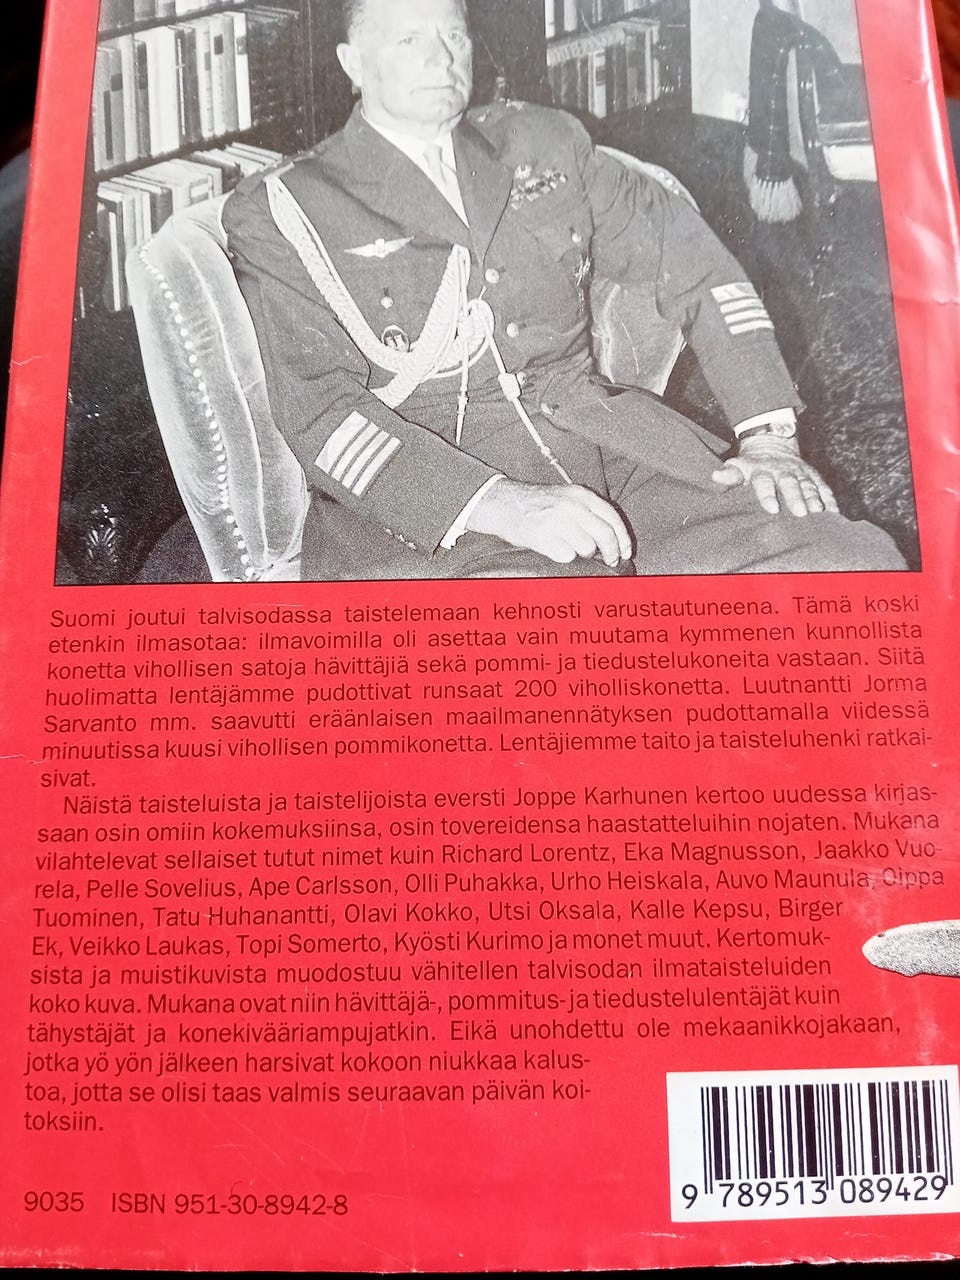 Suomi joutui talvisodassa taistelemaan kehnosti varustautuneena. Tämä koski
etenkin ilmasotaa: ilmavoimilla oli asettaa vain muutama kymmenen kunnollista
konetta vihollisen satoja hävittäjiä sekä pommi- ja tiedustelukoneita vastaan. Siitä
huolimatta lentäjämme pudottivat runsaat 200 viholliskonetta. Luutnantti Jorma
Sarvanto mm. saavutti eräänlaisen maailmanennätyksen pudottamalla viidessä
minuutissa kuusi vihollisen pommikonetta. Lentäjiemme taito ja taisteluhenki ratkai-
sivat.
Näistä taisteluista ja taistelijoista eversti Joppe Karhunen kertoo uudessa kirjas-
saan osin omiin kokemuksiinsa, osin tovereidensa haastatteluihin nojaten. Mukana
vilahtelevat sellaiset tutut nimet kuin Richard Lorentz, Eka Magnusson, Jaakko Vuo-
rela, Pelle Sovelius, Ape Carlsson, Olli Puhakka, Urho Heiskala, Auvo Maunula, Oippa
Tuominen, Tatu Huhanantti, Olavi Kokko, Utsi Oksala, Kalle Kepsu, Birger
Ek, Veikko Laukas, Topi Somerto, Kyösti Kurimo ja monet muut. Kertomuk-
sista ja muistikuvista muodostuu vähitellen talvisodan ilmataisteluiden
koko kuva. Mukana ovat niin hävittäjä-, pommitus- ja tiedustelulentäjät kuin
tähystäjät ja konekivääriampujatkin. Eikä unohdettu ole mekaanikkojakaan,
jotka yö yön jälkeen harsivat kokoon niukkaa kalus-
toa, jotta se olisi taas valmis seuraavan päivän koi-
toksiin.
9035 ISBN 951-30-8942-8
9 789513 089429